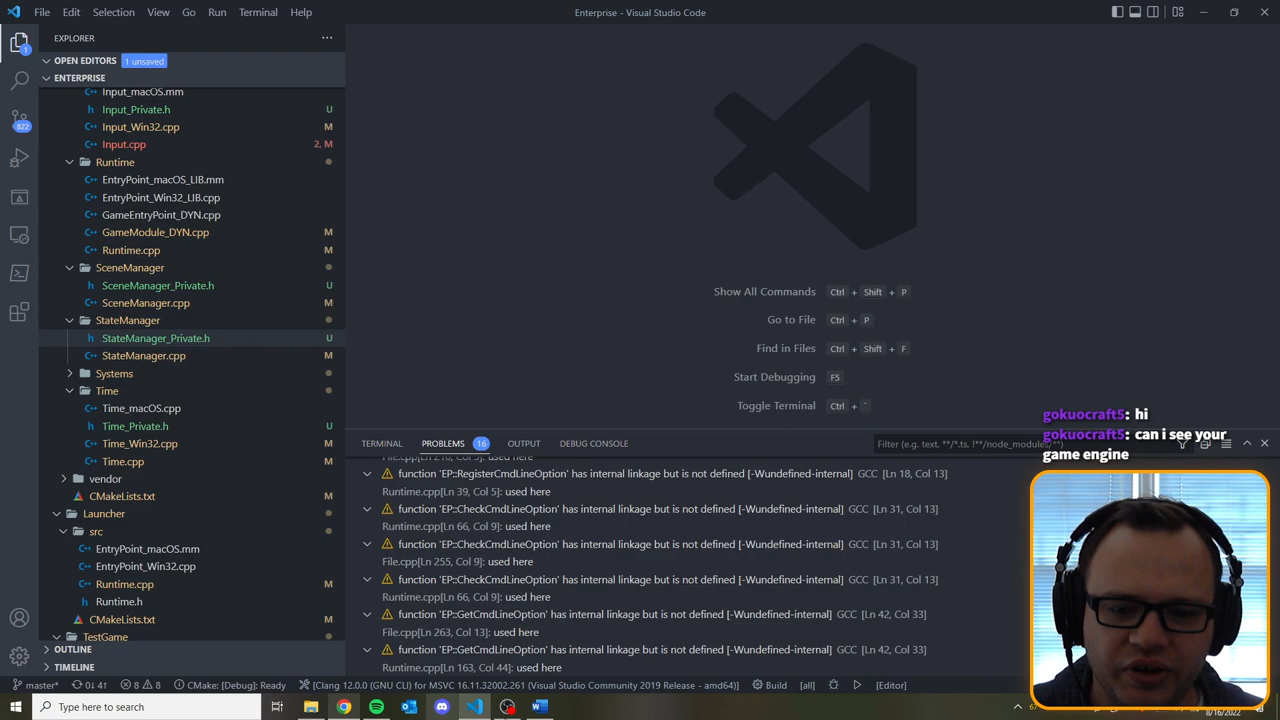 File Edit Selection View Go Run Terminal Help
Enterprise - Visual Studio Code
EXPLORER
OPEN EDITORS 1 unsaved
ENTERPRISE
Input_macOS.mm
Input_Private.h U
Input_Win32.cpp M
Input.cpp 2, M
Runtime
EntryPoint_macOS_LIB.mm
EntryPoint_Win32_LIB.cpp
GameEntryPoint_DYN.cpp
GameModule_DYN.cpp M
Runtime.cpp M
SceneManager
SceneManager_Private.h U
SceneManager.cpp M
StateManager
StateManager_Private.h U
StateManager.cpp M
Systems
Time
Time_macOS.cpp
Time_Private.h U
Time_Win32.cpp M
Time.cpp M
vendor
CMakeLists.txt M
Launcher
src
EntryPoint_macOS.mm
EntryPoint_Win32.cpp
Runtime.cpp M
Runtime.h
CMakeLists.txt M
TestGame
OUTLINE
TIMELINE
1
822
Show All Commands Ctrl + Shift + P
Go to File Ctrl + P
Find in Files Ctrl + Shift + F
Start Debugging F5
Toggle Terminal Ctrl + `
TERMINAL PROBLEMS 16 OUTPUT DEBUG CONSOLE
Filter (e.g. text, **/*.ts, !**/node_modules/**)
function 'EP::RegisterCmdLineOption' has internal linkage but is not defined [-Wundefined-internal] GCC [Ln 18, Col 13]
Runtime.cpp[Ln 39, Col 5]: used here
function 'EP::CheckCmdLineOption' has internal linkage but is not defined [-Wundefined-internal] GCC [Ln 31, Col 13]
Runtime.cpp[Ln 66, Col 9]: used here
function 'EP::CheckCmdLineOption' has internal linkage but is not defined [-Wundefined-internal] GCC [Ln 31, Col 13]
File.cpp[Ln 255, Col 9]: used here
function 'EP::CheckCmdLineOption' has internal linkage but is not defined [-Wundefined-internal] GCC [Ln 31, Col 13]
Runtime.cpp[Ln 66, Col 9]: used here
function 'EP::GetCmdLineOption' has internal linkage but is not defined [-Wundefined-internal] GCC [Ln 42, Col 33]
File.cpp[Ln 263, Col 13]: used here
function 'EP::GetCmdLineOption' has internal linkage but is not defined [-Wundefined-internal] GCC [Ln 42, Col 33]
Runtime.cpp[Ln 163, Col 44]: used here
gokuocraft5: hi
gokuocraft5: can i see your
game engine
master* 0↓ 4↑ 8 8 CMake: [Debug]: Ready [Clang 12.0.0 (GNU CLI) for MSVC 16.11.32002.261 (Visual Studio Community 2019 Release - amd64)] Build [all] [Editor]
Type here to search
8/16/2022